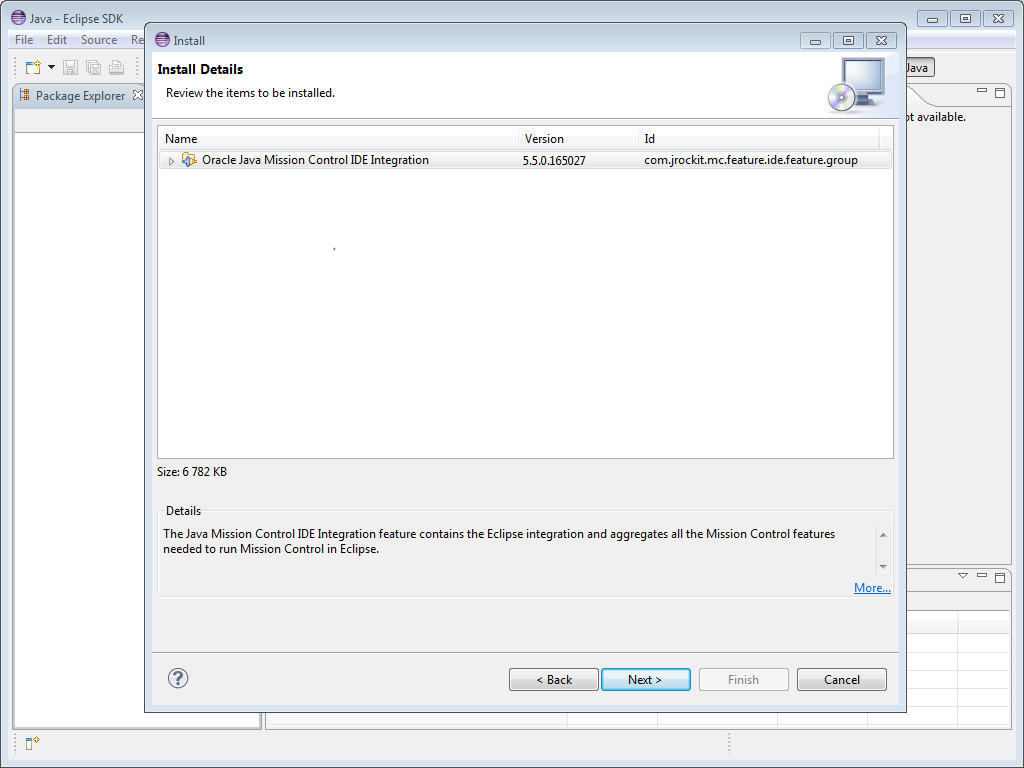 Java - Eclipse SDK
File Edit Source Re
Package Explorer
Java
ot available.
Install
Install Details
Review the items to be installed.
Name Version Id
Oracle Java Mission Control IDE Integration 5.5.0.165027 com.jrockit.mc.feature.ide.feature.group
Size: 6 782 KB
Details
The Java Mission Control IDE Integration feature contains the Eclipse integration and aggregates all the Mission Control features
needed to run Mission Control in Eclipse.
More...
?
< Back Next > Finish Cancel